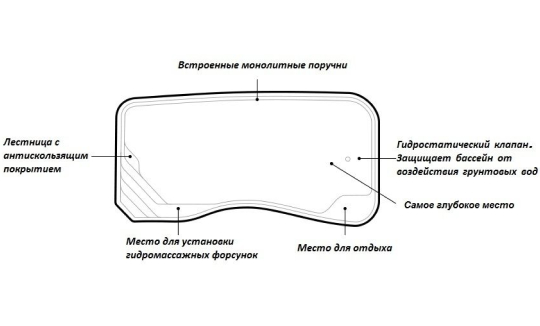 Встроенные монолитные поручни
Лестница с
антискользящим
покрытием
Гидростатический клапан.
Защищает бассейн от
воздействия грунтовых вод
Самое глубокое место
Место для установки
гидромассажных форсунок
Место для отдыха